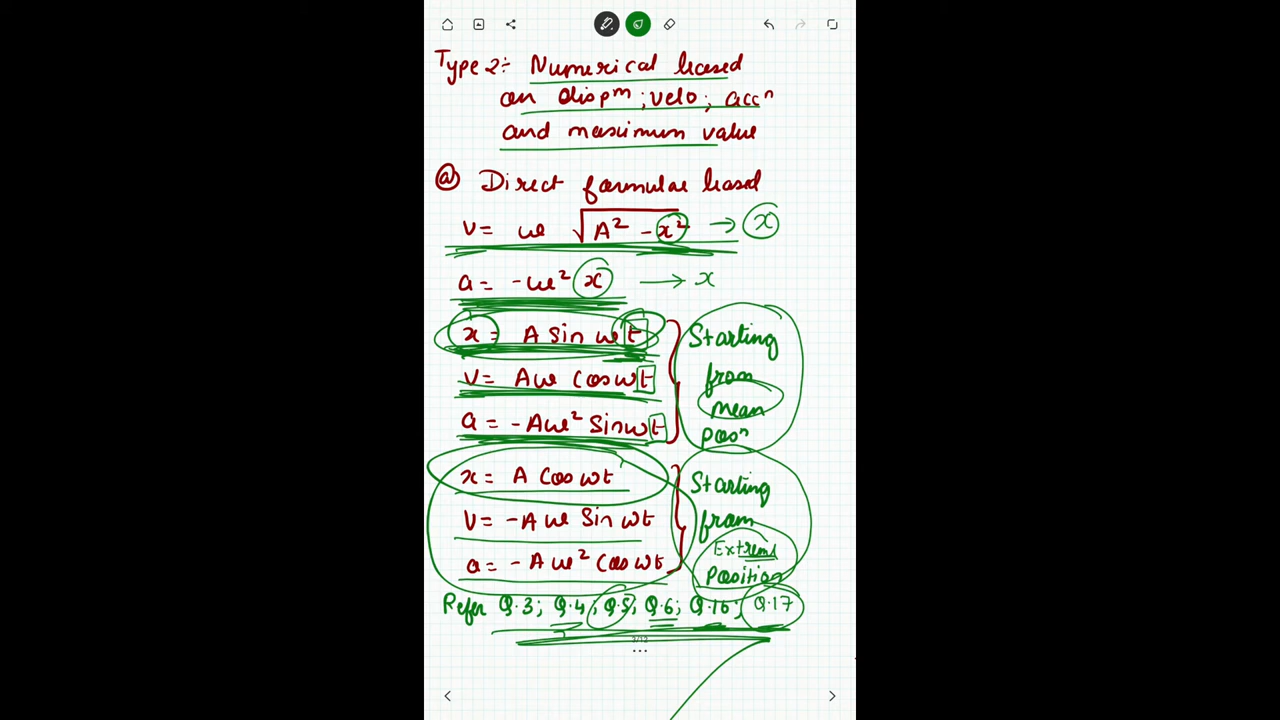 Type 2:- Numerical based
on dispᵐ ; velo ; accⁿ
and maximum value
ⓐ Direct formulae based
v = ω √A² - x² → x
a = -ω² x → x
x = A Sin ωt
v = Aω Cos ωt
a = -Aω² Sin ωt
Starting
from
mean
posⁿ
x = A Cos ωt
v = -Aω Sin ωt
a = -Aω² Cos ωt
Starting
from
Extreme
Position
Refer Q.3; Q.4; Q.5; Q.6; Q.16; Q.17